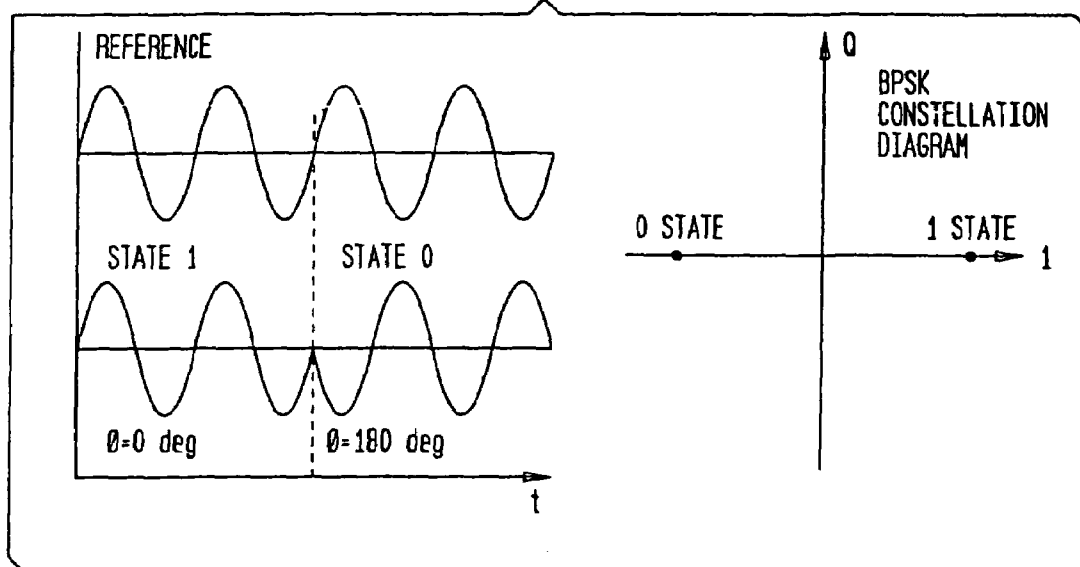 REFERENCE
STATE 1
STATE 0
Ø=0 deg
Ø=180 deg
t
Q
BPSK
CONSTELLATION
DIAGRAM
0 STATE
1 STATE
1